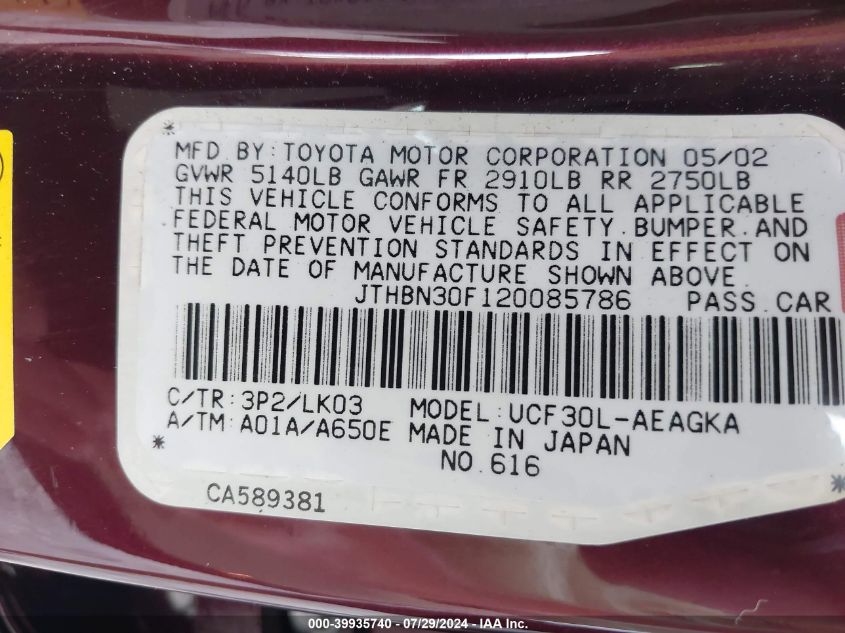 MFD. BY: TOYOTA MOTOR CORPORATION 05/02
GVWR 5140LB GAWR FR 2910LB RR 2750LB
THIS VEHICLE CONFORMS TO ALL APPLICABLE
FEDERAL MOTOR VEHICLE SAFETY. BUMPER. AND
THEFT PREVENTION STANDARDS IN EFFECT ON
THE DATE OF MANUFACTURE SHOWN ABOVE.
JTHBN30F120085786 PASS. CAR
C/TR: 3P2/LK03 MODEL: UCF30L-AEAGKA
A/TM: A01A/A650E MADE IN JAPAN
NO. 616
CA589381
000-39935740 - 07/29/2024 - IAA Inc.